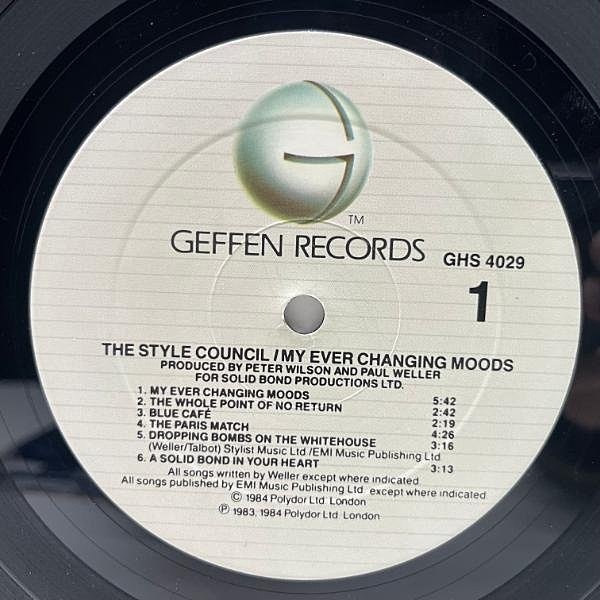 TM
GEFFEN RECORDS
GHS 4029
1
THE STYLE COUNCIL / MY EVER CHANGING MOODS
PRODUCED BY PETER WILSON AND PAUL WELLER
FOR SOLID BOND PRODUCTIONS LTD.
1. MY EVER CHANGING MOODS 5:42
2. THE WHOLE POINT OF NO RETURN 2:42
3. BLUE CAFÉ 2:19
4. THE PARIS MATCH 4:26
5. DROPPING BOMBS ON THE WHITEHOUSE 3:16
(Weller/Talbot) Stylist Music Ltd /EMI Music Publishing Ltd
6. A SOLID BOND IN YOUR HEART 3:13
All songs written by Weller except where indicated
All songs published by EMI Music Publishing Ltd except where indicated
© 1984 Polydor Ltd London
℗ 1983, 1984 Polydor Ltd London